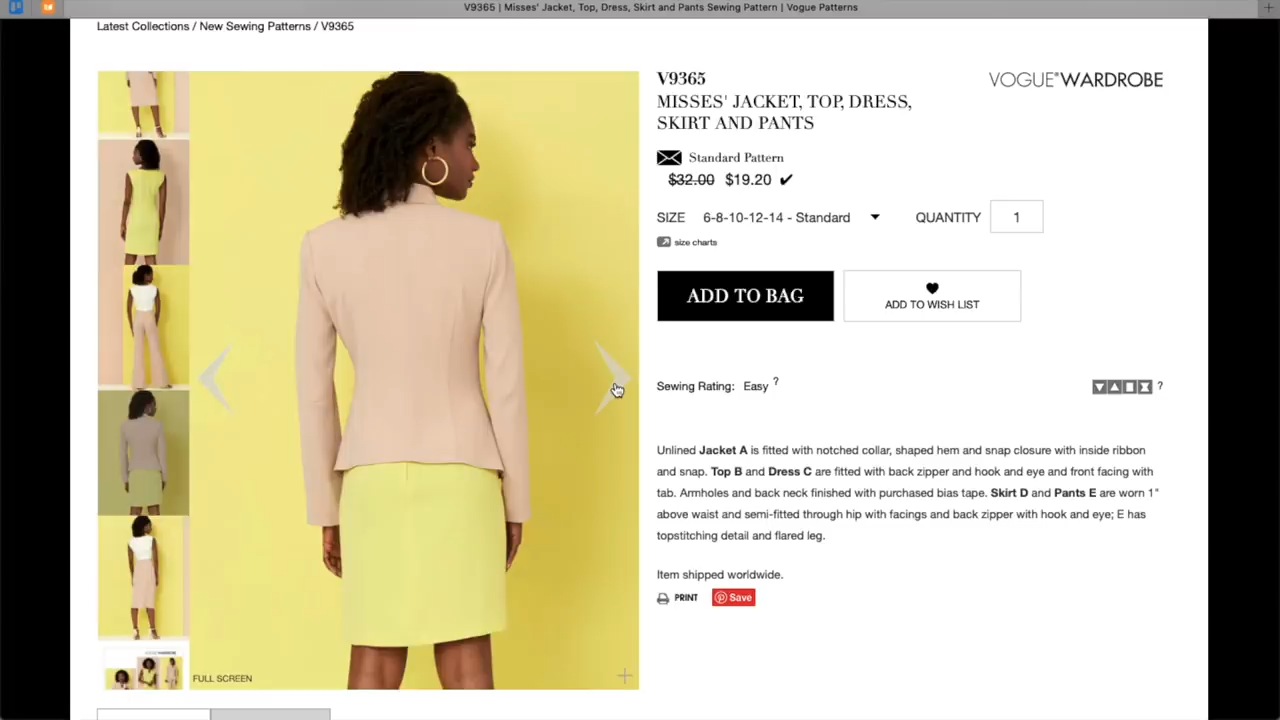 V9365 | Misses' Jacket, Top, Dress, Skirt and Pants Sewing Pattern | Vogue Patterns
Latest Collections / New Sewing Patterns / V9365
V9365
VOGUE®WARDROBE
MISSES' JACKET, TOP, DRESS,
SKIRT AND PANTS
Standard Pattern
$32.00 $19.20 ✔
SIZE 6-8-10-12-14 - Standard QUANTITY 1
size charts
ADD TO BAG
ADD TO WISH LIST
Sewing Rating: Easy ?
?
Unlined Jacket A is fitted with notched collar, shaped hem and snap closure with inside ribbon
and snap. Top B and Dress C are fitted with back zipper and hook and eye and front facing with
tab. Armholes and back neck finished with purchased bias tape. Skirt D and Pants E are worn 1"
above waist and semi-fitted through hip with facings and back zipper with hook and eye; E has
topstitching detail and flared leg.
Item shipped worldwide.
PRINT Save
FULL SCREEN